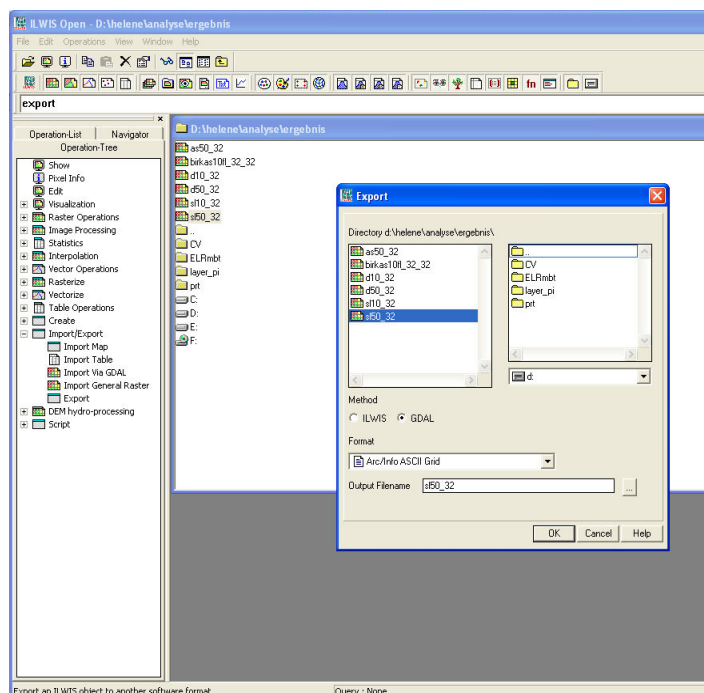 ILWIS Open - D:\helene\analyse\ergebnis
File Edit Operations View Window Help
fn
export
Operation-List Navigator
Operation-Tree
Show
Pixel Info
Edit
Visualization
Raster Operations
Image Processing
Statistics
Interpolation
Vector Operations
Rasterize
Vectorize
Table Operations
Create
Import/Export
Import Map
Import Table
Import Via GDAL
Import General Raster
Export
DEM hydro-processing
Script
D:\helene\analyse\ergebnis
as50_32
birkas10fl_32_32
d10_32
d50_32
sl10_32
sl50_32
..
CV
ELRmbt
layer_pi
prt
C:
D:
E:
F:
Export
Directory d:\helene\analyse\ergebnis\
as50_32
birkas10fl_32_32
d10_32
d50_32
sl10_32
sl50_32
..
CV
ELRmbt
layer_pi
prt
d:
Method
ILWIS GDAL
Format
Arc/Info ASCII Grid
Output Filename sl50_32 ...
OK Cancel Help
Export an ILWIS object to another software format Query : None